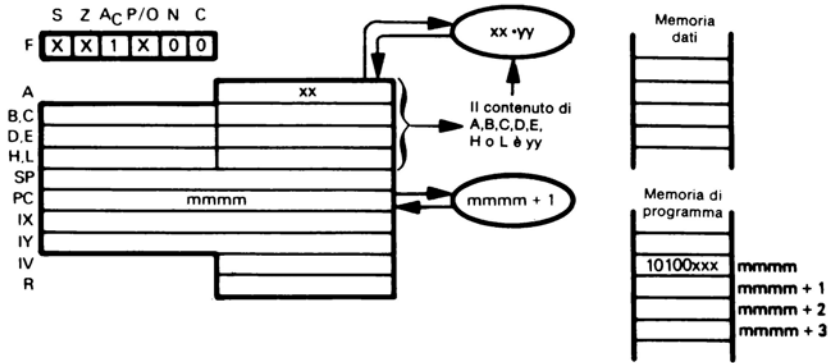 S Z AC P/O N C
F X X 1 X 0 0
A xx
B,C
D,E
H,L
SP
PC mmmm
IX
IY
IV
R
xx • yy
Il contenuto di
A,B,C,D,E,
H o L è yy
mmmm + 1
Memoria
dati
Memoria di
programma
10100xxx mmmm
mmmm + 1
mmmm + 2
mmmm + 3